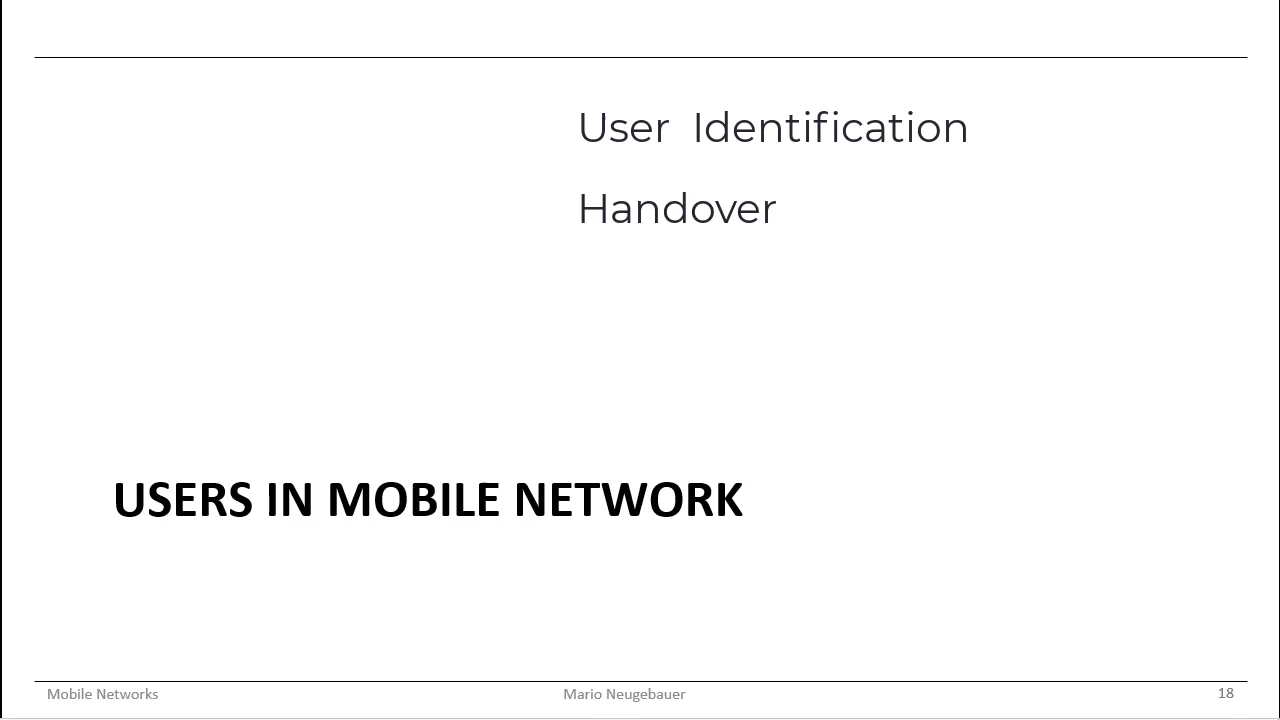 User Identification
Handover
USERS IN MOBILE NETWORK
Mobile Networks
Mario Neugebauer
18